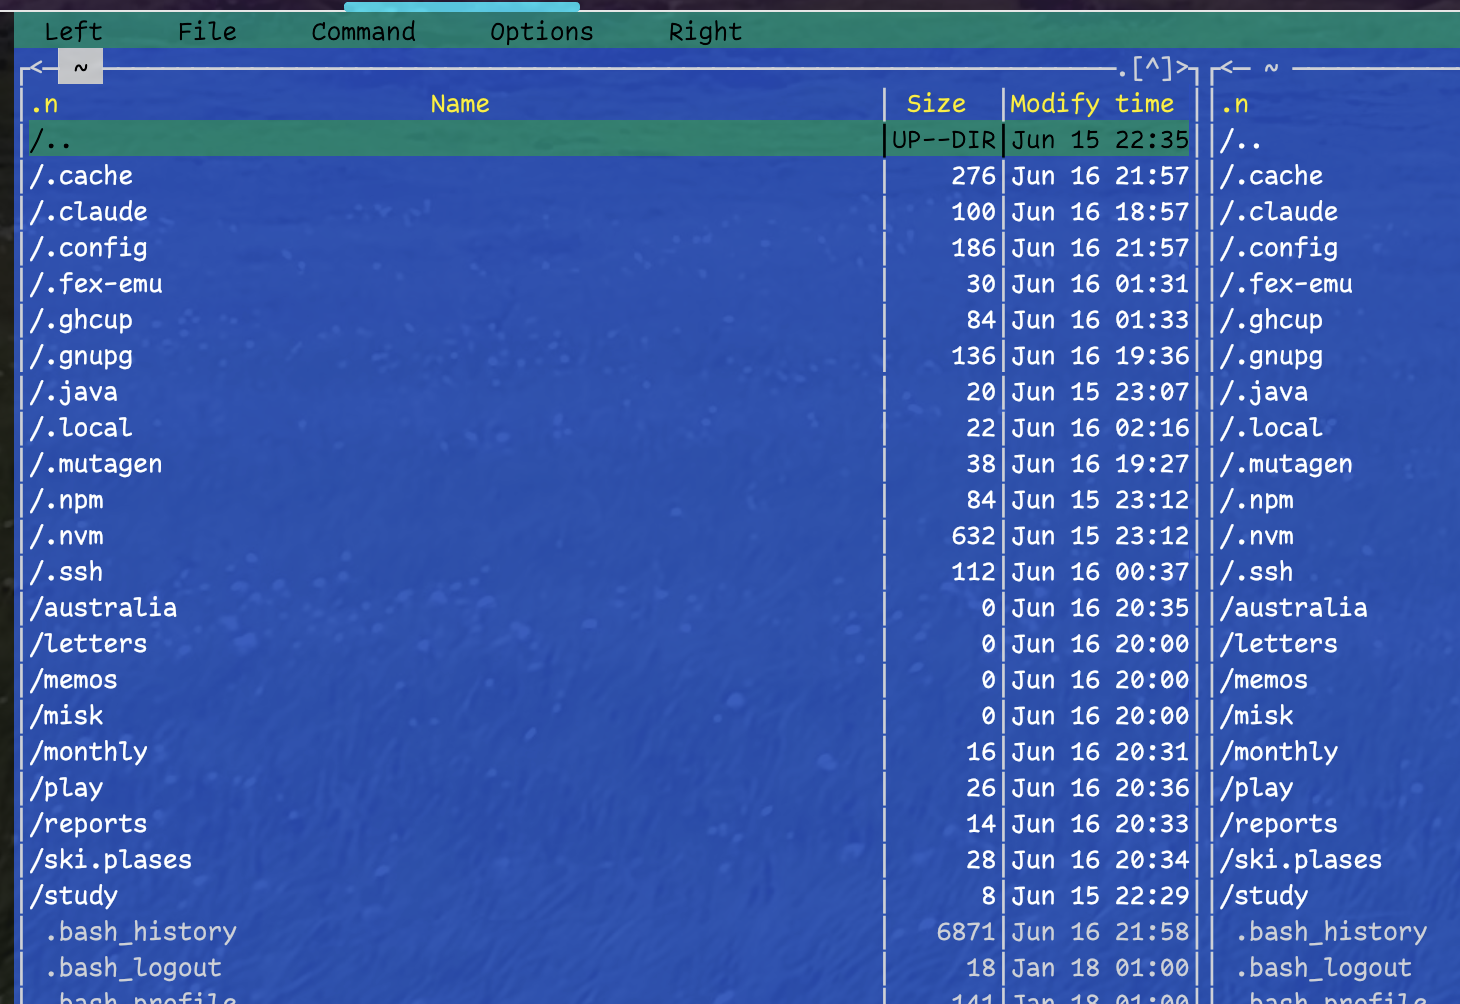 Left File Command Options Right
<- ~ .[^]> <- ~
.n Name Size Modify time .n
/.. UP--DIR Jun 15 22:35 /..
/.cache 276 Jun 16 21:57 /.cache
/.claude 100 Jun 16 18:57 /.claude
/.config 186 Jun 16 21:57 /.config
/.fex-emu 30 Jun 16 01:31 /.fex-emu
/.ghcup 84 Jun 16 01:33 /.ghcup
/.gnupg 136 Jun 16 19:36 /.gnupg
/.java 20 Jun 15 23:07 /.java
/.local 22 Jun 16 02:16 /.local
/.mutagen 38 Jun 16 19:27 /.mutagen
/.npm 84 Jun 15 23:12 /.npm
/.nvm 632 Jun 15 23:12 /.nvm
/.ssh 112 Jun 16 00:37 /.ssh
/australia 0 Jun 16 20:35 /australia
/letters 0 Jun 16 20:00 /letters
/memos 0 Jun 16 20:00 /memos
/misk 0 Jun 16 20:00 /misk
/monthly 16 Jun 16 20:31 /monthly
/play 26 Jun 16 20:36 /play
/reports 14 Jun 16 20:33 /reports
/ski.plases 28 Jun 16 20:34 /ski.plases
/study 8 Jun 15 22:29 /study
.bash_history 6871 Jun 16 21:58 .bash_history
.bash_logout 18 Jan 18 01:00 .bash_logout
.bash_profile 141 Jan 18 01:00 .bash_profile